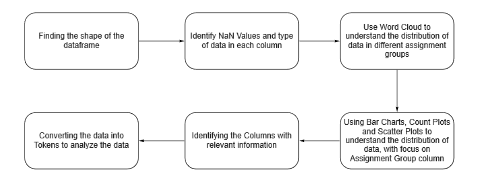 Finding the shape of the
dataframe
Identify NaN Values and type
of data in each column
Use Word Cloud to
understand the distribution of
data in different assignment
groups
Using Bar Charts, Count Plots
and Scatter Plots to
understand the distribution of
data, with focus on
Assignment Group column
Identifying the Columns with
relevant information
Converting the data into
Tokens to analyze the data